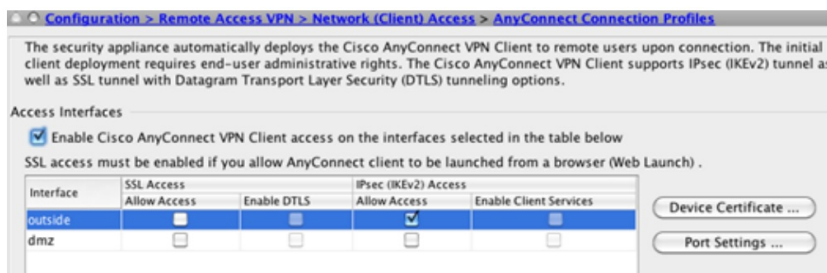 Configuration > Remote Access VPN > Network (Client) Access > AnyConnect Connection Profiles
The security appliance automatically deploys the Cisco AnyConnect VPN Client to remote users upon connection. The initial
client deployment requires end-user administrative rights. The Cisco AnyConnect VPN Client supports IPsec (IKEv2) tunnel as
well as SSL tunnel with Datagram Transport Layer Security (DTLS) tunneling options.
Access Interfaces
Enable Cisco AnyConnect VPN Client access on the interfaces selected in the table below
SSL access must be enabled if you allow AnyConnect client to be launched from a browser (Web Launch) .
Interface SSL Access IPsec (IKEv2) Access
Allow Access Enable DTLS Allow Access Enable Client Services
outside
dmz
Device Certificate ...
Port Settings ...